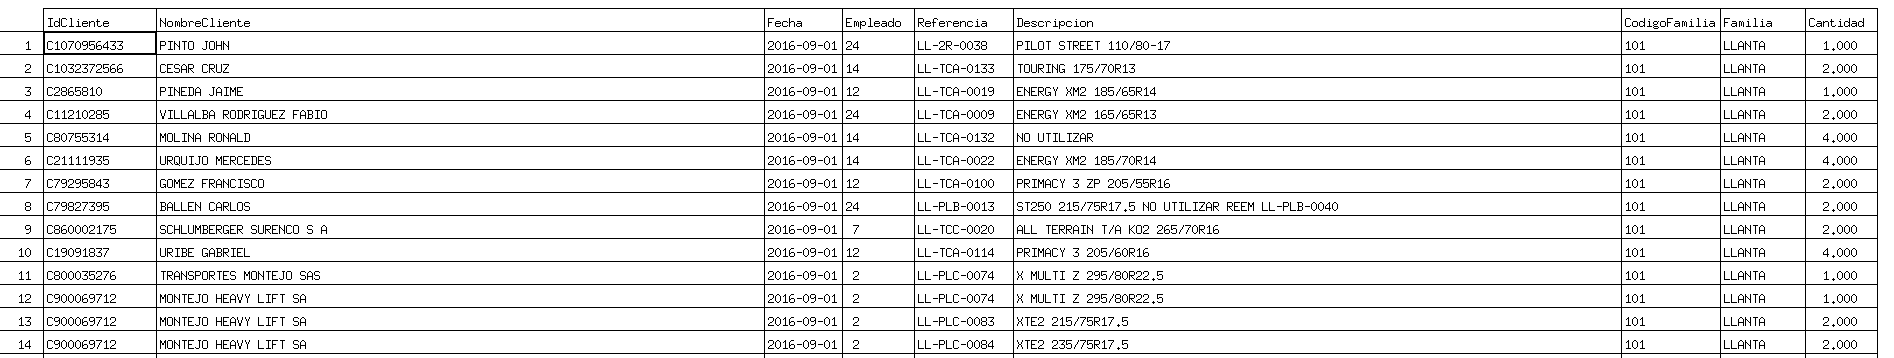 IdCliente NombreCliente Fecha Empleado Referencia Descripcion CodigoFamilia Familia Cantidad
1 C1070956433 PINTO JOHN 2016-09-01 24 LL-2R-0038 PILOT STREET 110/80-17 101 LLANTA 1.000
2 C1032372566 CESAR CRUZ 2016-09-01 14 LL-TCA-0133 TOURING 175/70R13 101 LLANTA 2.000
3 C2865810 PINEDA JAIME 2016-09-01 12 LL-TCA-0019 ENERGY XM2 185/65R14 101 LLANTA 1.000
4 C11210285 VILLALBA RODRIGUEZ FABIO 2016-09-01 24 LL-TCA-0009 ENERGY XM2 165/65R13 101 LLANTA 2.000
5 C80755314 MOLINA RONALD 2016-09-01 14 LL-TCA-0132 NO UTILIZAR 101 LLANTA 4.000
6 C21111935 URQUIJO MERCEDES 2016-09-01 14 LL-TCA-0022 ENERGY XM2 185/70R14 101 LLANTA 4.000
7 C79295843 GOMEZ FRANCISCO 2016-09-01 12 LL-TCA-0100 PRIMACY 3 ZP 205/55R16 101 LLANTA 2.000
8 C79827395 BALLEN CARLOS 2016-09-01 24 LL-PLB-0013 ST250 215/75R17.5 NO UTILIZAR REEM LL-PLB-0040 101 LLANTA 2.000
9 C860002175 SCHLUMBERGER SURENCO S A 2016-09-01 7 LL-TCC-0020 ALL TERRAIN T/A KO2 265/70R16 101 LLANTA 2.000
10 C19091837 URIBE GABRIEL 2016-09-01 12 LL-TCA-0114 PRIMACY 3 205/60R16 101 LLANTA 4.000
11 C800035276 TRANSPORTES MONTEJO SAS 2016-09-01 2 LL-PLC-0074 X MULTI Z 295/80R22.5 101 LLANTA 1.000
12 C900069712 MONTEJO HEAVY LIFT SA 2016-09-01 2 LL-PLC-0074 X MULTI Z 295/80R22.5 101 LLANTA 1.000
13 C900069712 MONTEJO HEAVY LIFT SA 2016-09-01 2 LL-PLC-0083 XTE2 215/75R17.5 101 LLANTA 2.000
14 C900069712 MONTEJO HEAVY LIFT SA 2016-09-01 2 LL-PLC-0084 XTE2 235/75R17.5 101 LLANTA 2.000